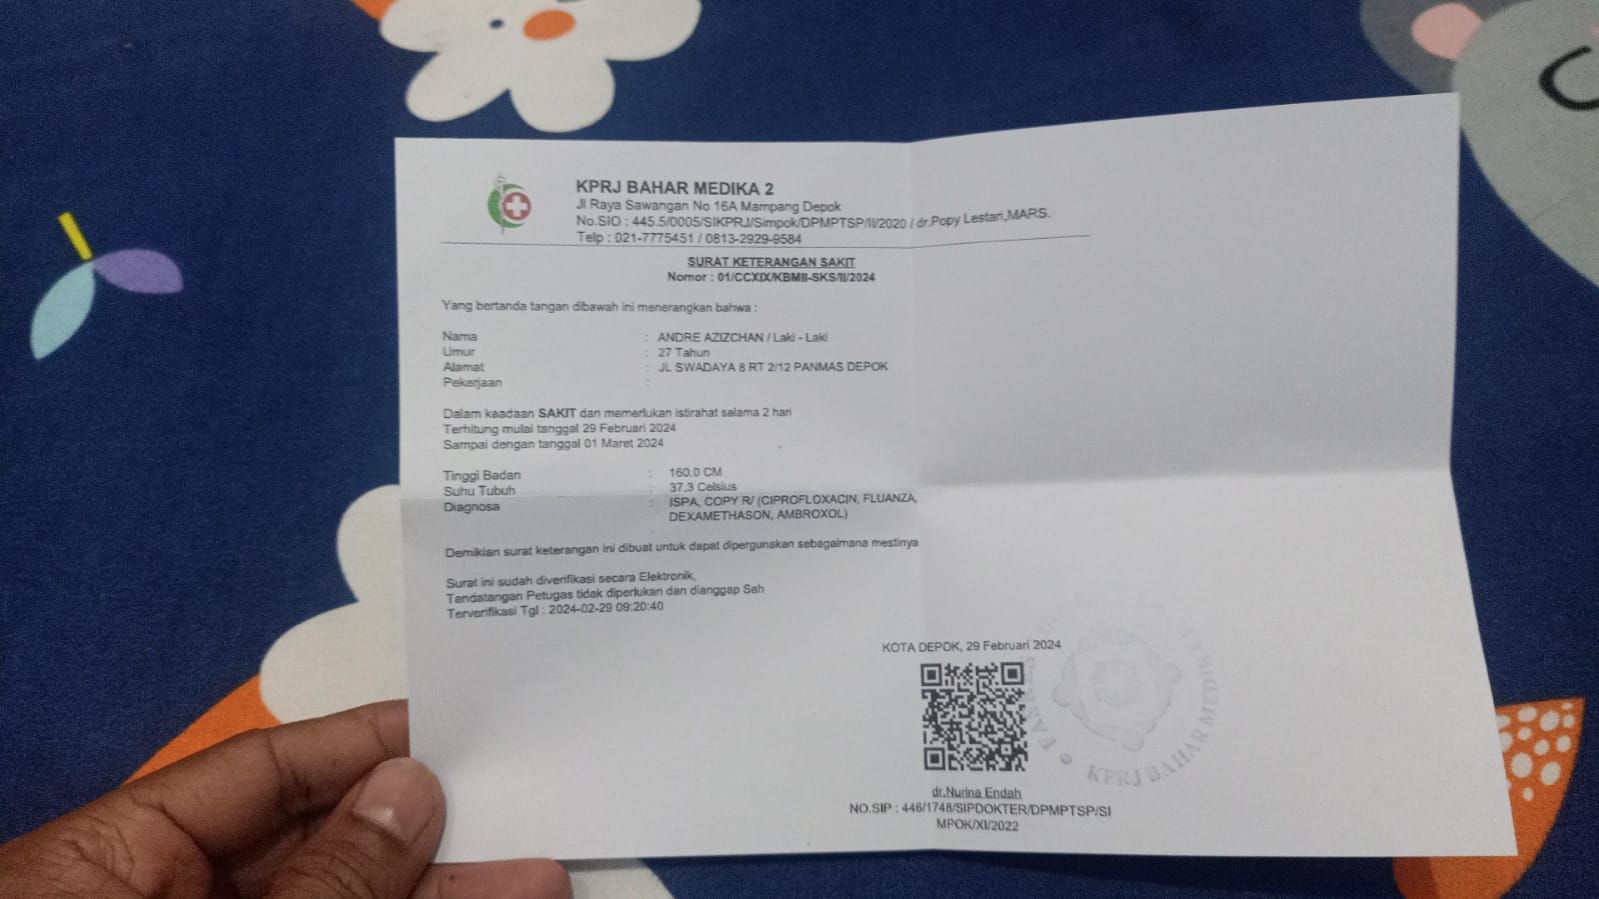 KPRJ BAHAR MEDIKA 2
Jl Raya Sawangan No 16A Mampang Depok
No.SIO : 445.5/0005/SIKPRJ/Simpok/DPMPTSP/II/2020 / dr.Popy Lestari,MARS.
Telp : 021-7775451 / 0813-2929-9584
SURAT KETERANGAN SAKIT
Nomor : 01/CCXIX/KBMII-SKS/II/2024
Yang bertanda tangan dibawah ini menerangkan bahwa :
Nama : ANDRE AZIZCHAN / Laki - Laki
Umur : 27 Tahun
Alamat : JL SWADAYA 8 RT 2/12 PANMAS DEPOK
Pekerjaan :
Dalam keadaan SAKIT dan memerlukan istirahat selama 2 hari
Terhitung mulai tanggal 29 Februari 2024
Sampai dengan tanggal 01 Maret 2024
Tinggi Badan : 160.0 CM
Suhu Tubuh : 37,3 Celsius
Diagnosa : ISPA, COPY R/ (CIPROFLOXACIN, FLUANZA,
DEXAMETHASON, AMBROXOL)
Demikian surat keterangan ini dibuat untuk dapat dipergunakan sebagaimana mestinya
Surat ini sudah diverifikasi secara Elektronik,
Tandatangan Petugas tidak diperlukan dan dianggap Sah
Terverifikasi Tgl : 2024-02-29 09:20:40
KOTA DEPOK, 29 Februari 2024
KPRJ BAHAR MEDIKA
dr.Nurina Endah
NO.SIP : 446/1748/SIPDOKTER/DPMPTSP/SI
MPOK/XI/2022